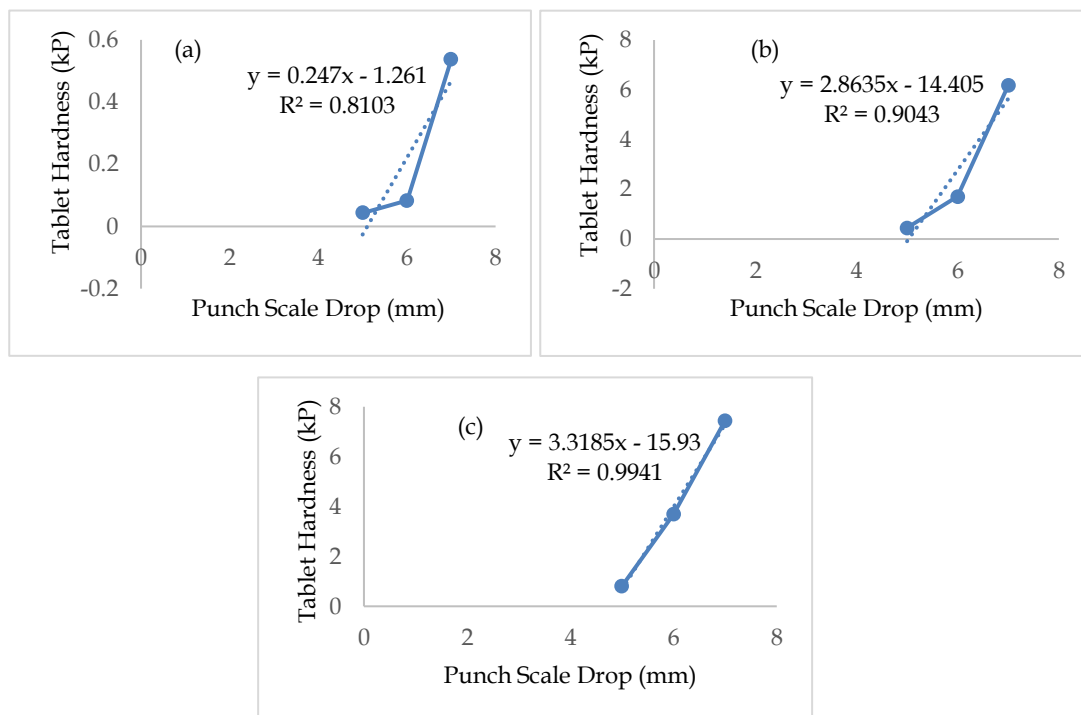 (a)
y = 0.247x - 1.261
R² = 0.8103
Tablet Hardness (kP)
0.6
0.4
0.2
0
-0.2
0
2
4
6
8
Punch Scale Drop (mm)
(b)
y = 2.8635x - 14.405
R² = 0.9043
Tablet Hardness (kP)
8
6
4
2
0
-2
0
2
4
6
8
Punch Scale Drop (mm)
(c)
y = 3.3185x - 15.93
R² = 0.9941
Tablet Hardness (kP)
8
6
4
2
0
0
2
4
6
8
Punch Scale Drop (mm)